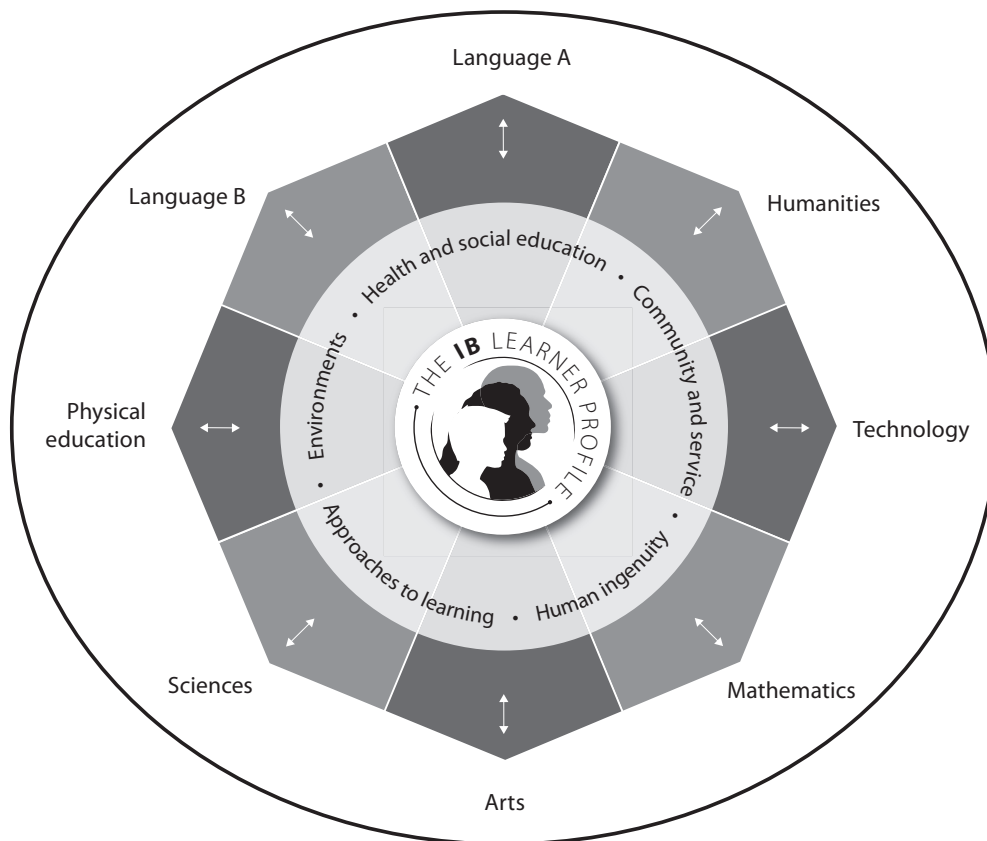 Language A
Language B
Humanities
Health and social education • Community and service • Human ingenuity • Approaches to learning • Environments •
THE IB LEARNER PROFILE
Physical
education
Technology
Sciences
Mathematics
Arts